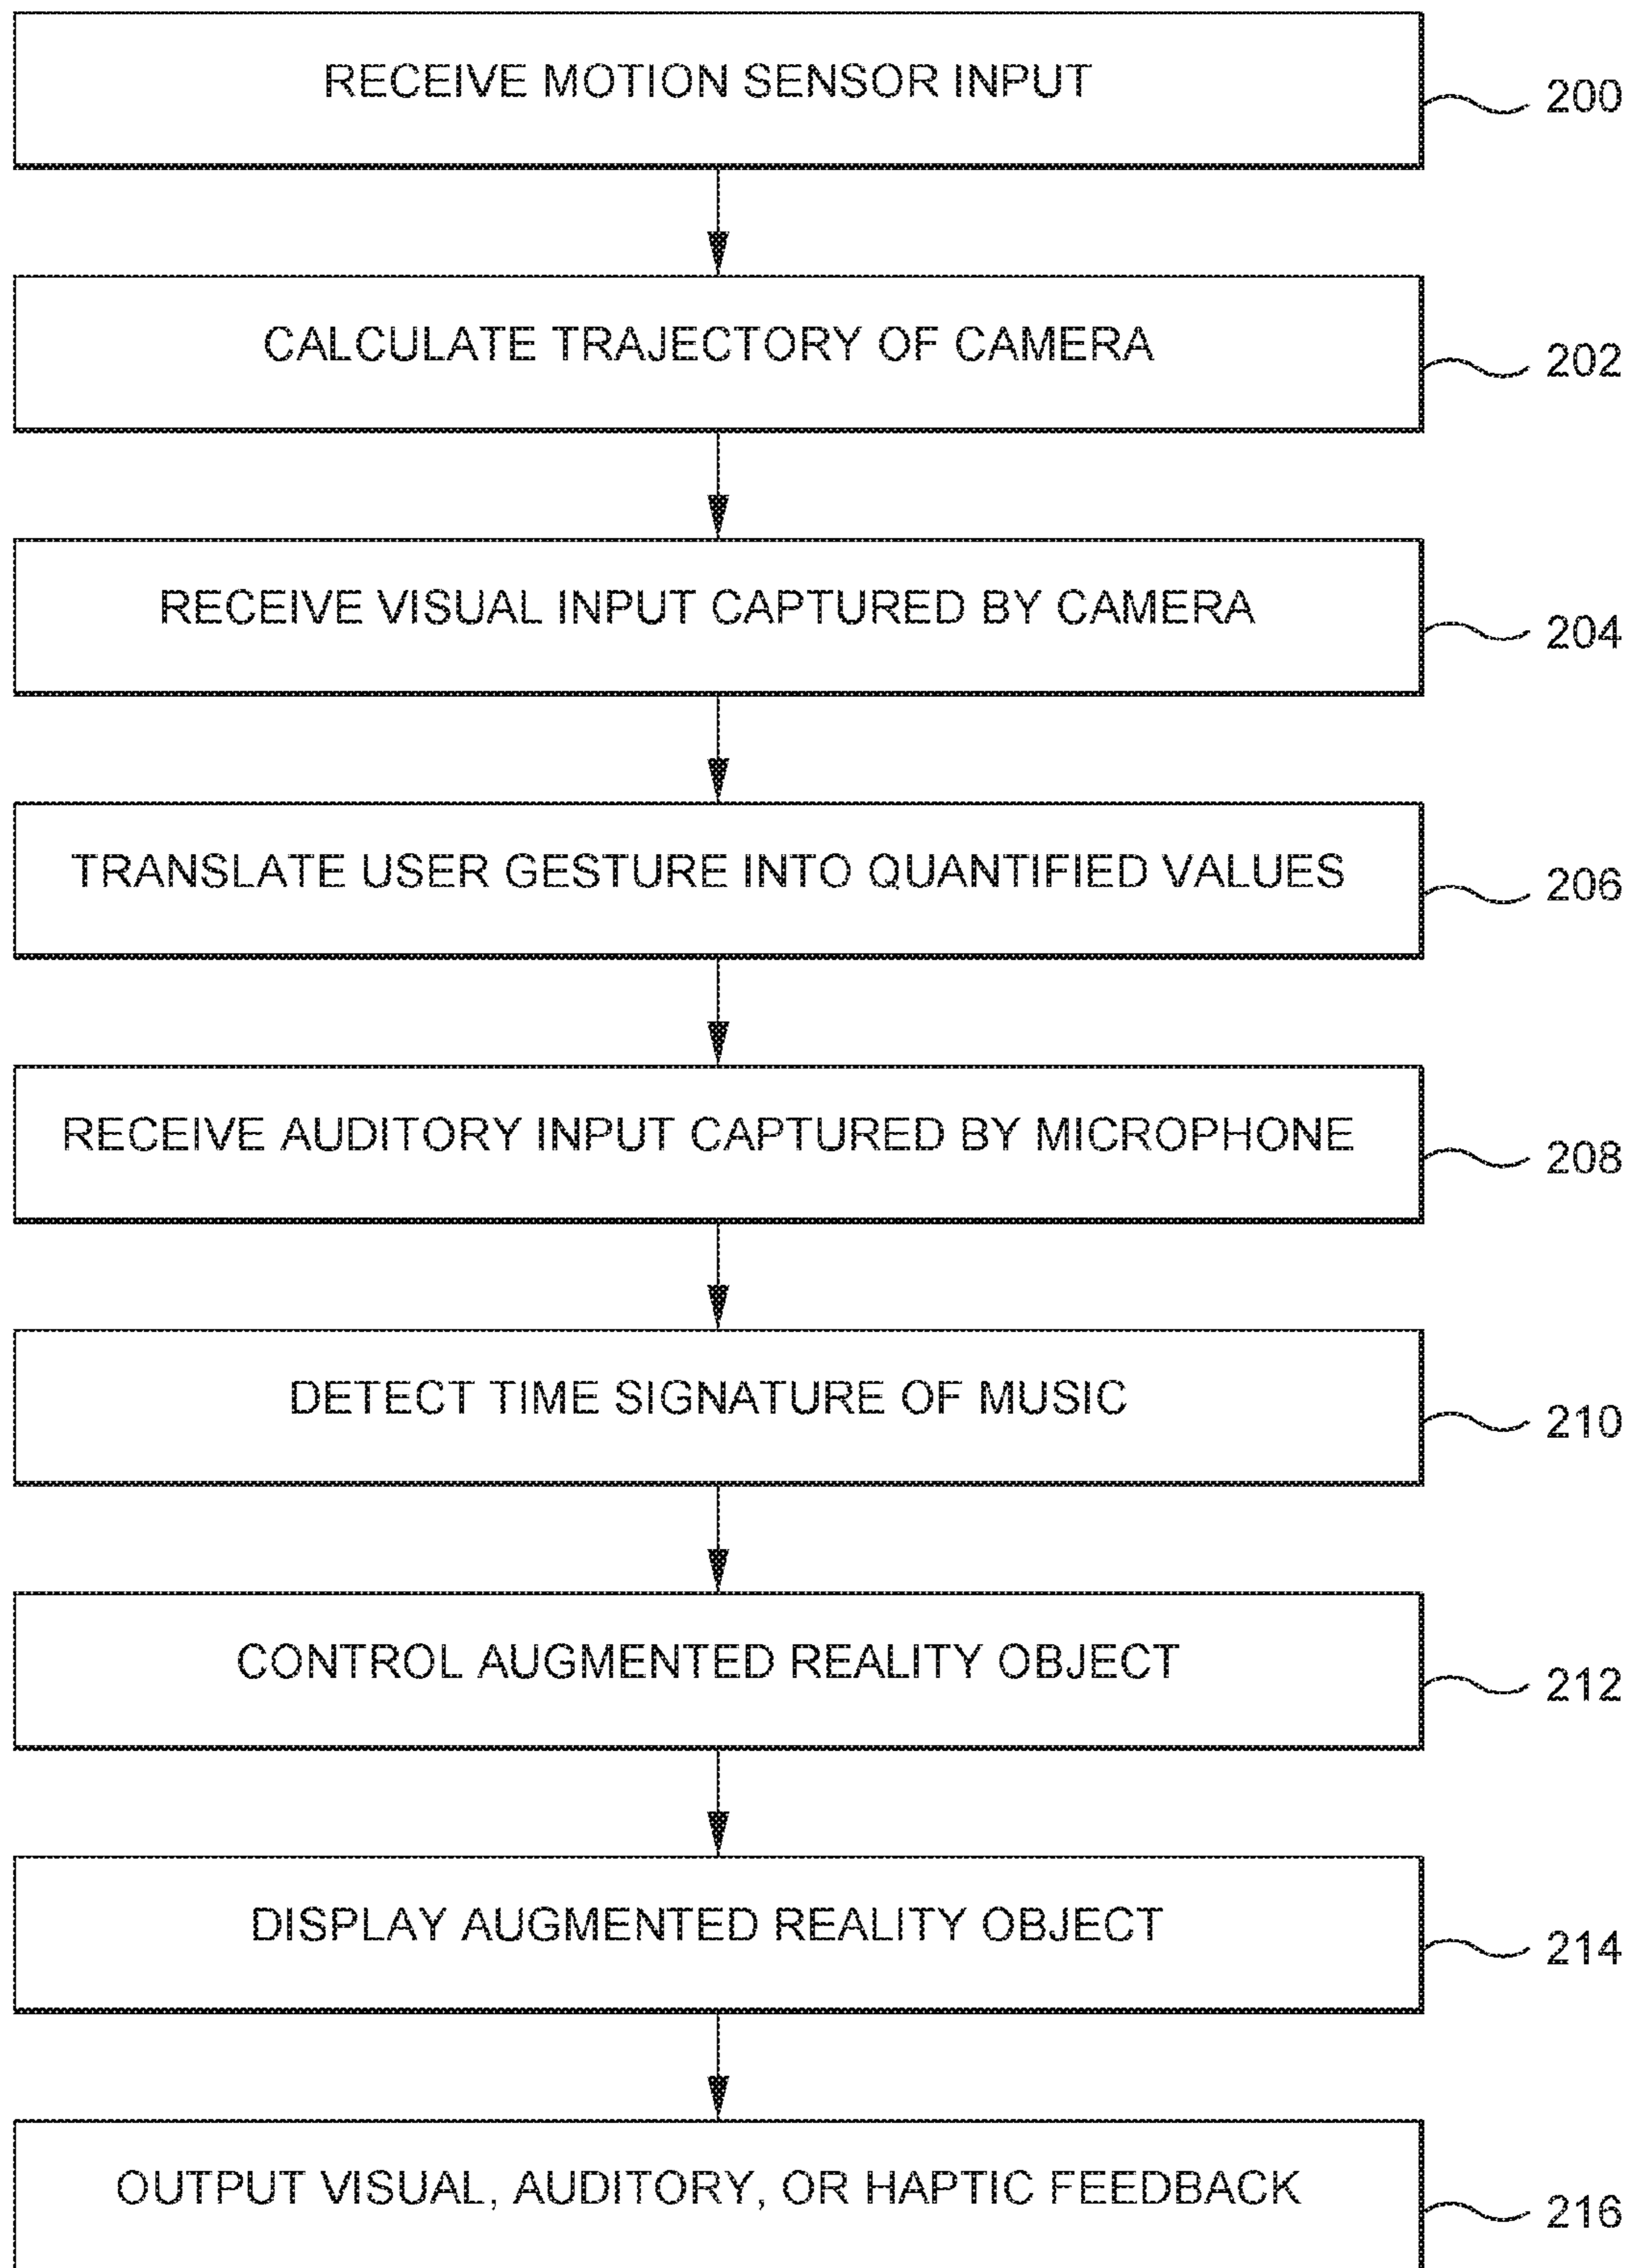 RECEIVE MOTION SENSOR INPUT
200
CALCULATE TRAJECTORY OF CAMERA
202
RECEIVE VISUAL INPUT CAPTURED BY CAMERA
204
TRANSLATE USER GESTURE INTO QUANTIFIED VALUES
206
RECEIVE AUDITORY INPUT CAPTURED BY MICROPHONE
208
DETECT TIME SIGNATURE OF MUSIC
210
CONTROL AUGMENTED REALITY OBJECT
212
DISPLAY AUGMENTED REALITY OBJECT
214
OUTPUT VISUAL, AUDITORY, OR HAPTIC FEEDBACK
216